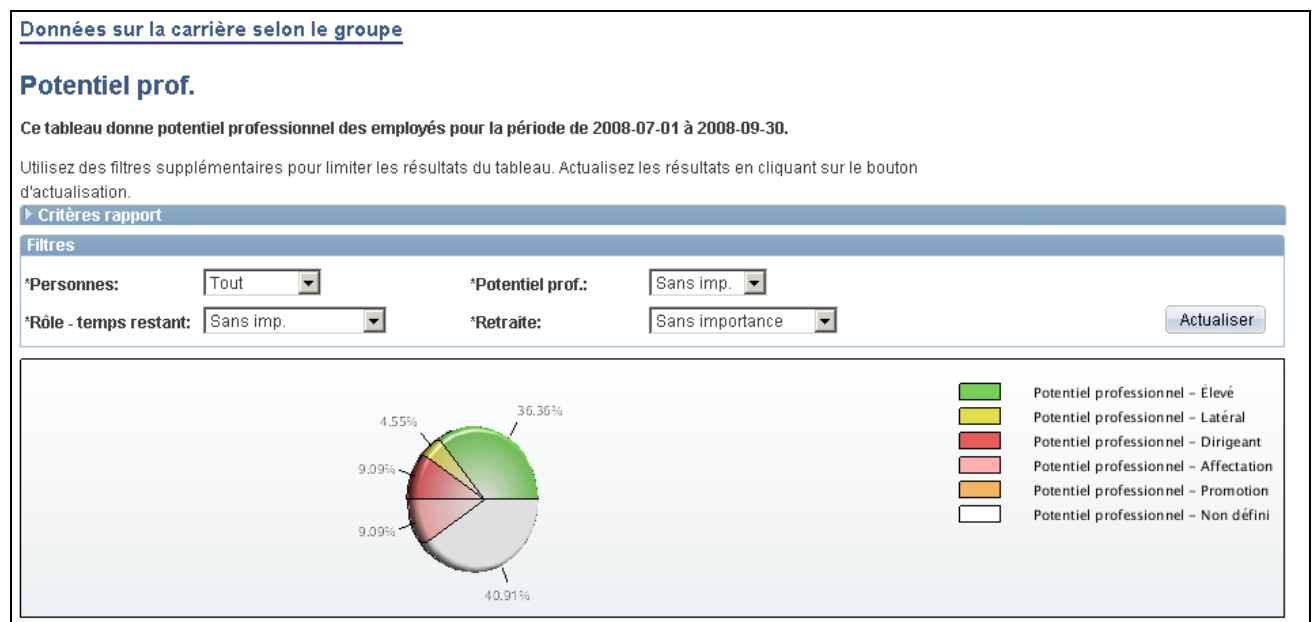 Données sur la carrière selon le groupe
Potentiel prof.
Ce tableau donne potentiel professionnel des employés pour la période de 2008-07-01 à 2008-09-30.
Utilisez des filtres supplémentaires pour limiter les résultats du tableau. Actualisez les résultats en cliquant sur le bouton
d'actualisation.
Critères rapport
Filtres
*Personnes: Tout *Potentiel prof.: Sans imp.
*Rôle - temps restant: Sans imp. *Retraite: Sans importance Actualiser
36.36%
4.55%
9.09%
9.09%
40.91%
Potentiel professionnel – Élevé
Potentiel professionnel – Latéral
Potentiel professionnel – Dirigeant
Potentiel professionnel – Affectation
Potentiel professionnel – Promotion
Potentiel professionnel – Non défini